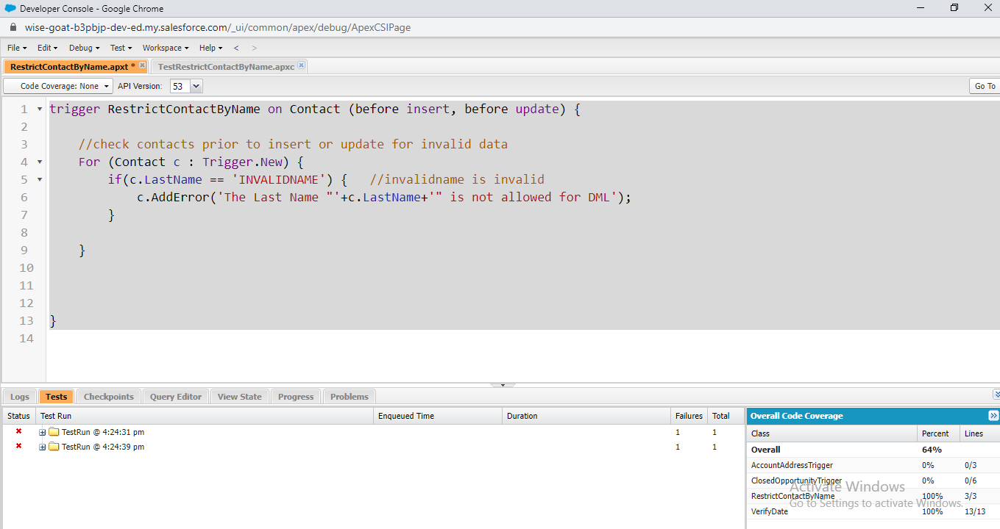 Developer Console - Google Chrome
wise-goat-b3pbjp-dev-ed.my.salesforce.com/_ui/common/apex/debug/ApexCSIPage
File Edit Debug Test Workspace Help < >
RestrictContactByName.apxt * TestRestrictContactByName.apxc
Code Coverage: None API Version: 53 Go To
1 trigger RestrictContactByName on Contact (before insert, before update) {
2
3 //check contacts prior to insert or update for invalid data
4 For (Contact c : Trigger.New) {
5 if(c.LastName == 'INVALIDNAME') { //invalidname is invalid
6 c.AddError('The Last Name "'+c.LastName+'" is not allowed for DML');
7 }
8
9 }
10
11
12
13 }
14
Logs Tests Checkpoints Query Editor View State Progress Problems
Status Test Run Enqueued Time Duration Failures Total Overall Code Coverage
TestRun @ 4:24:31 pm 1 1
TestRun @ 4:24:39 pm 1 1
Class Percent Lines
Overall 64%
AccountAddressTrigger 0% 0/3
ClosedOpportunityTrigger 0% 0/6
RestrictContactByName 100% 3/3
VerifyDate 100% 13/13
Activate Windows
Go to Settings to activate Windows.